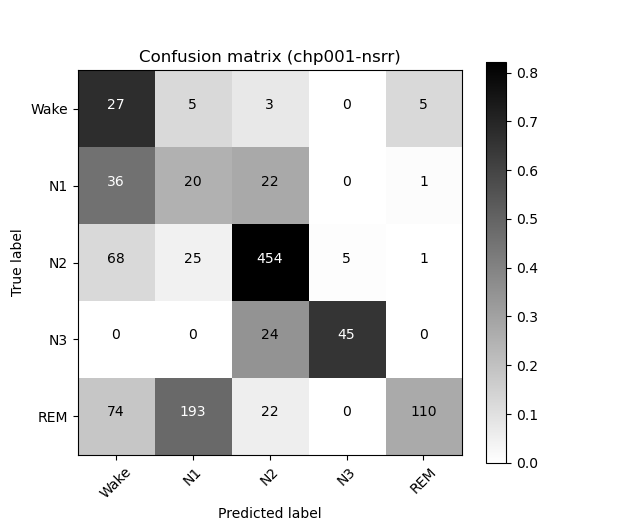 Confusion matrix (chp001-nsrr)
Wake 27 5 3 0 5
N1 36 20 22 0 1
N2 68 25 454 5 1
N3 0 0 24 45 0
REM 74 193 22 0 110
Wake N1 N2 N3 REM
Predicted label
True label
0.8
0.7
0.6
0.5
0.4
0.3
0.2
0.1
0.0